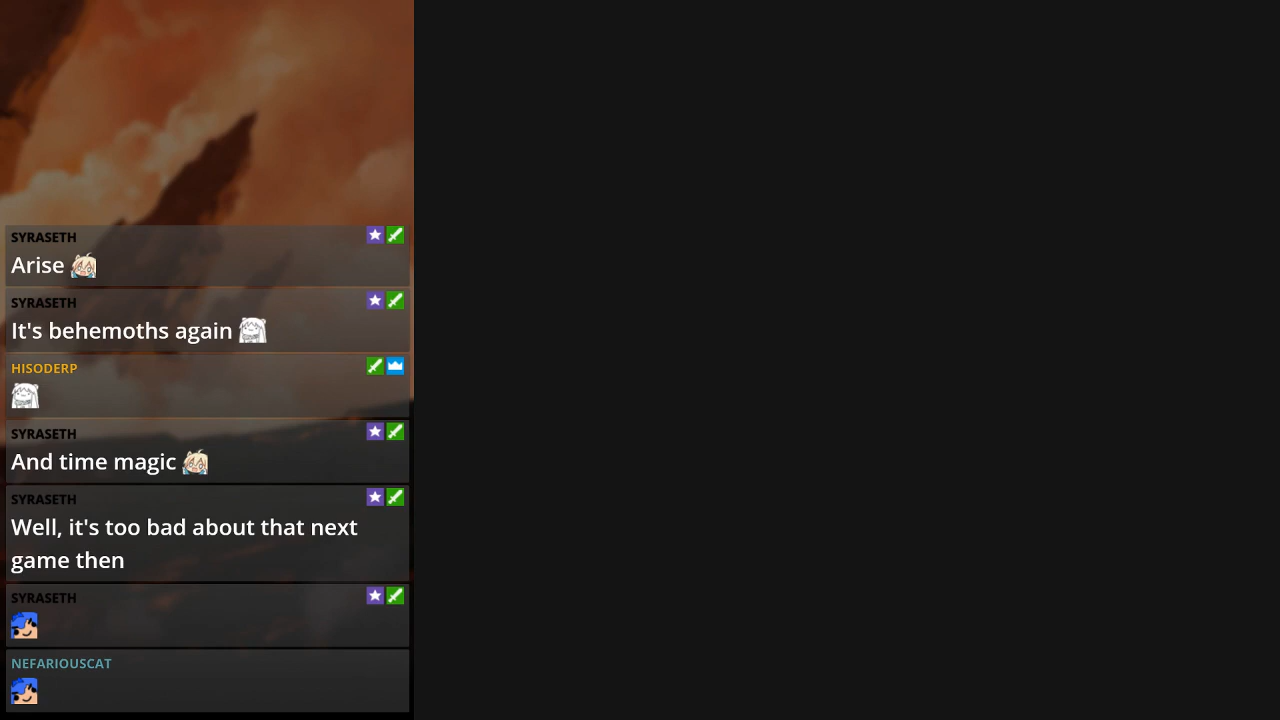 SYRASETH
Arise
SYRASETH
It's behemoths again
HISODERP
SYRASETH
And time magic
SYRASETH
Well, it's too bad about that next
game then
SYRASETH
NEFARIOUSCAT